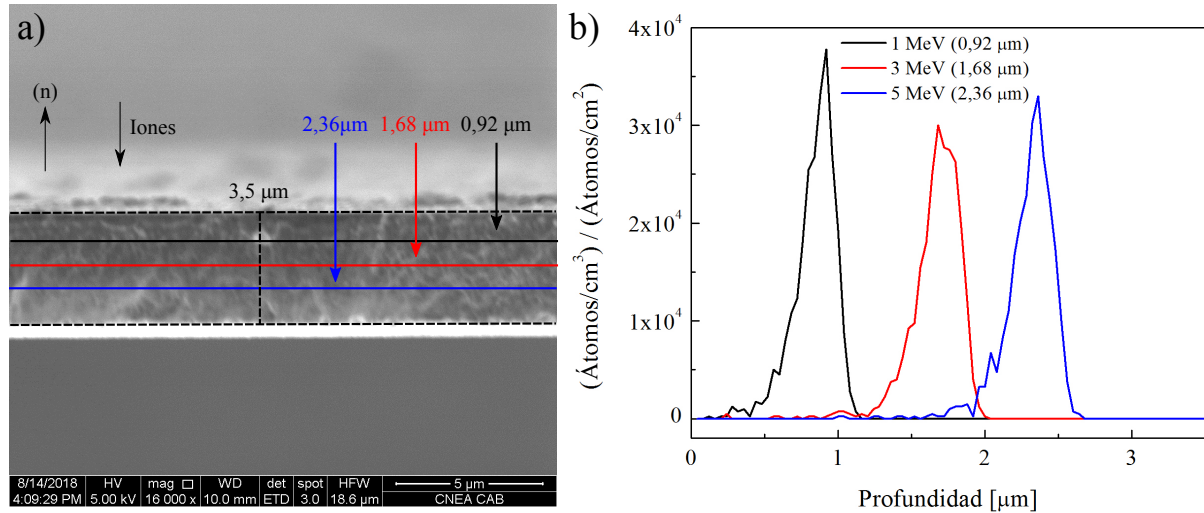 a)
(n)
Iones
2,36μm
1,68 μm
0,92 μm
3,5 μm
8/14/2018
4:09:29 PM
HV
5.00 kV
mag
16 000 x
WD
10.0 mm
det
ETD
spot
3.0
HFW
18.6 μm
5 μm
CNEA CAB
b)
1 MeV (0,92 μm)
3 MeV (1,68 μm)
5 MeV (2,36 μm)
(Átomos/cm³) / (Átomos/cm²)
4x10⁴
3x10⁴
2x10⁴
1x10⁴
0
0
1
2
3
Profundidad [μm]